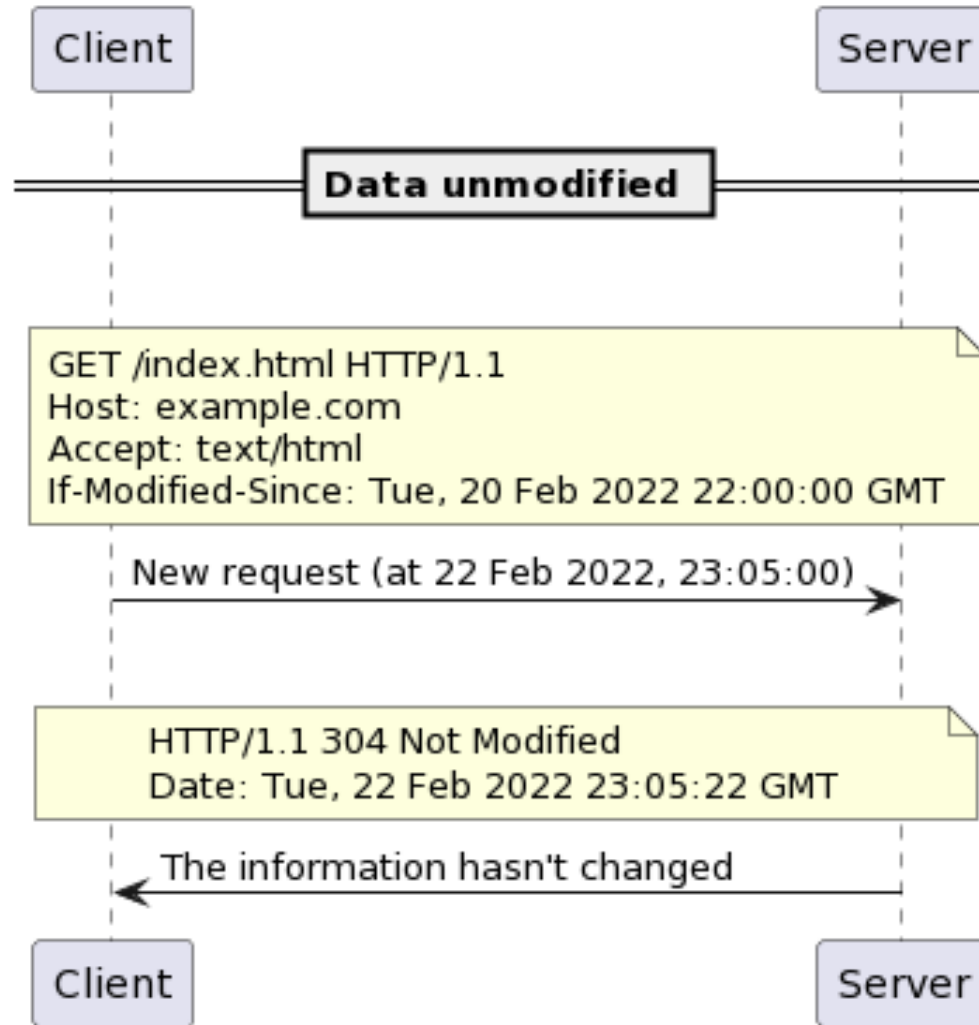 Client
Server
Data unmodified
GET /index.html HTTP/1.1
Host: example.com
Accept: text/html
If-Modified-Since: Tue, 20 Feb 2022 22:00:00 GMT
New request (at 22 Feb 2022, 23:05:00)
HTTP/1.1 304 Not Modified
Date: Tue, 22 Feb 2022 23:05:22 GMT
The information hasn't changed
Client
Server